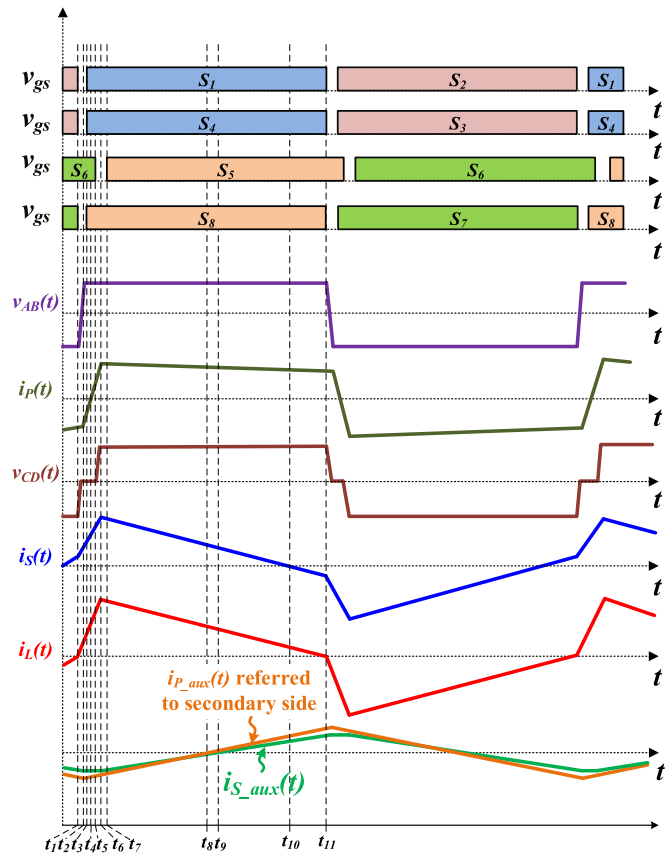 v_gs S_1 S_2 S_1 t
v_gs S_4 S_3 S_4 t
v_gs S_6 S_5 S_6 t
v_gs S_8 S_7 S_8 t
v_AB(t) t
i_P(t) t
v_CD(t) t
i_S(t) t
i_L(t) t
i_P_aux(t) referred
to secondary side
t
i_S_aux(t)
t_1 t_2 t_3 t_4 t_5 t_6 t_7 t_8 t_9 t_10 t_11